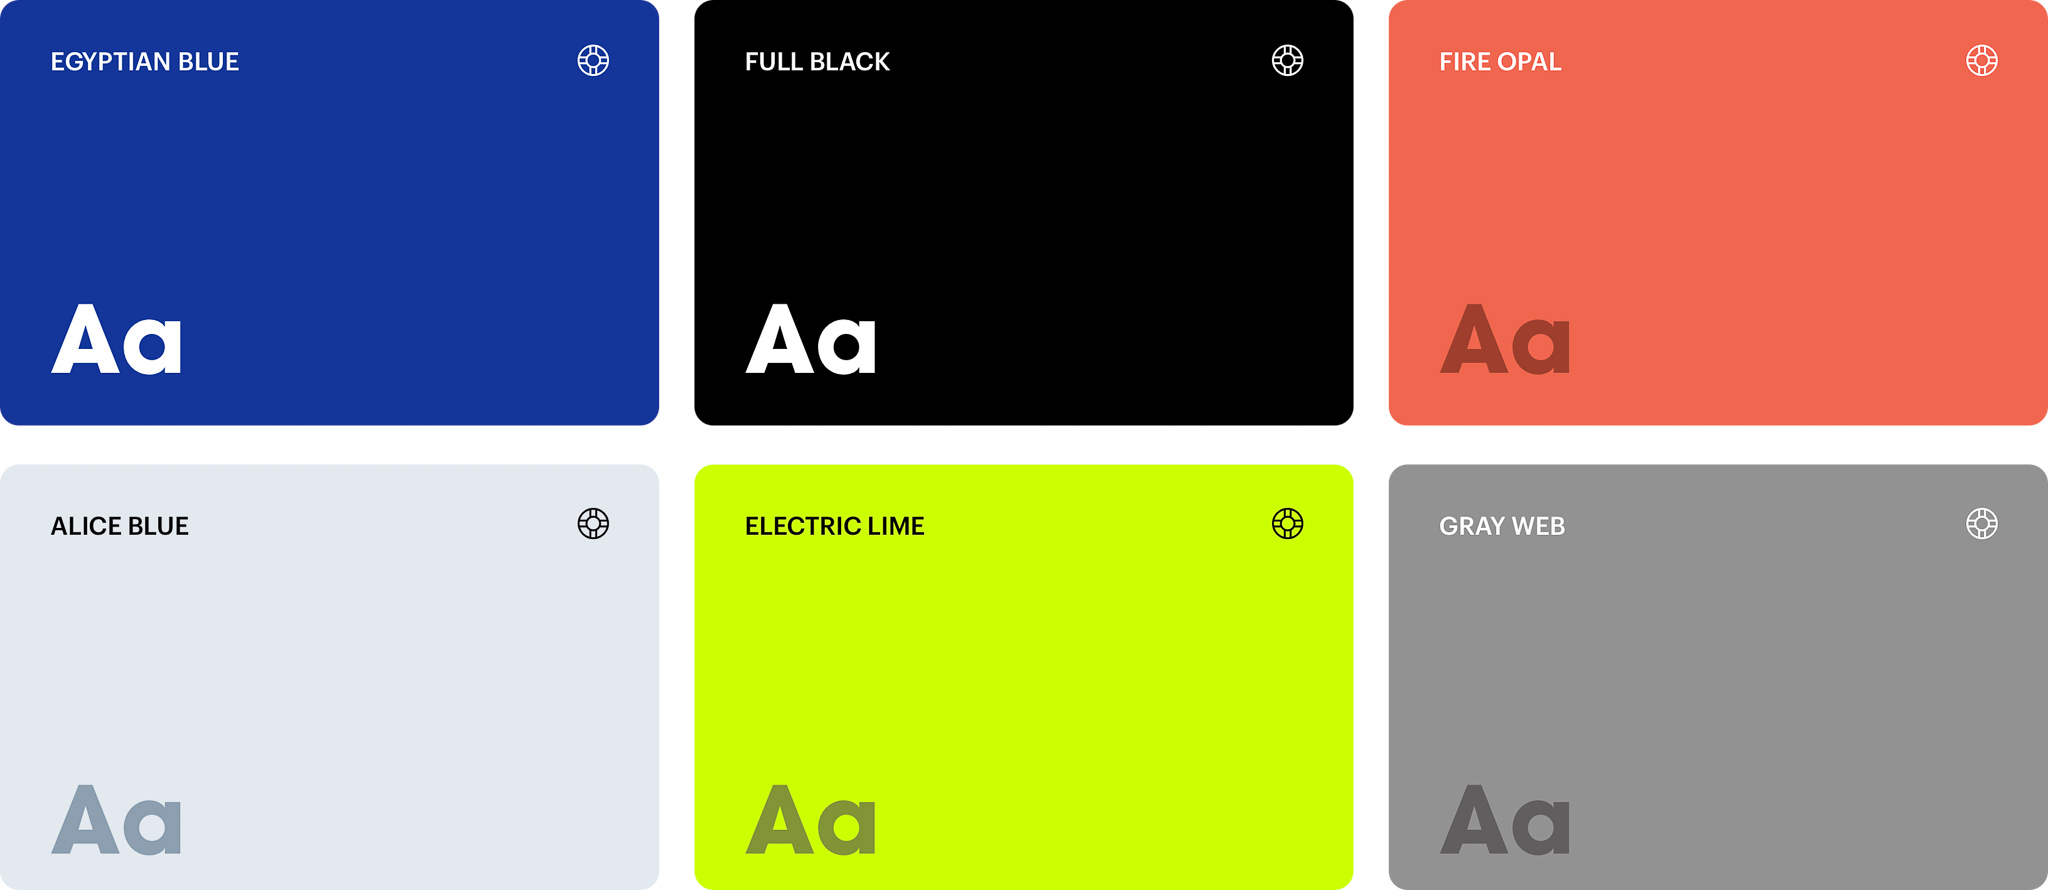 EGYPTIAN BLUE
Aa
FULL BLACK
Aa
FIRE OPAL
Aa
ALICE BLUE
Aa
ELECTRIC LIME
Aa
GRAY WEB
Aa